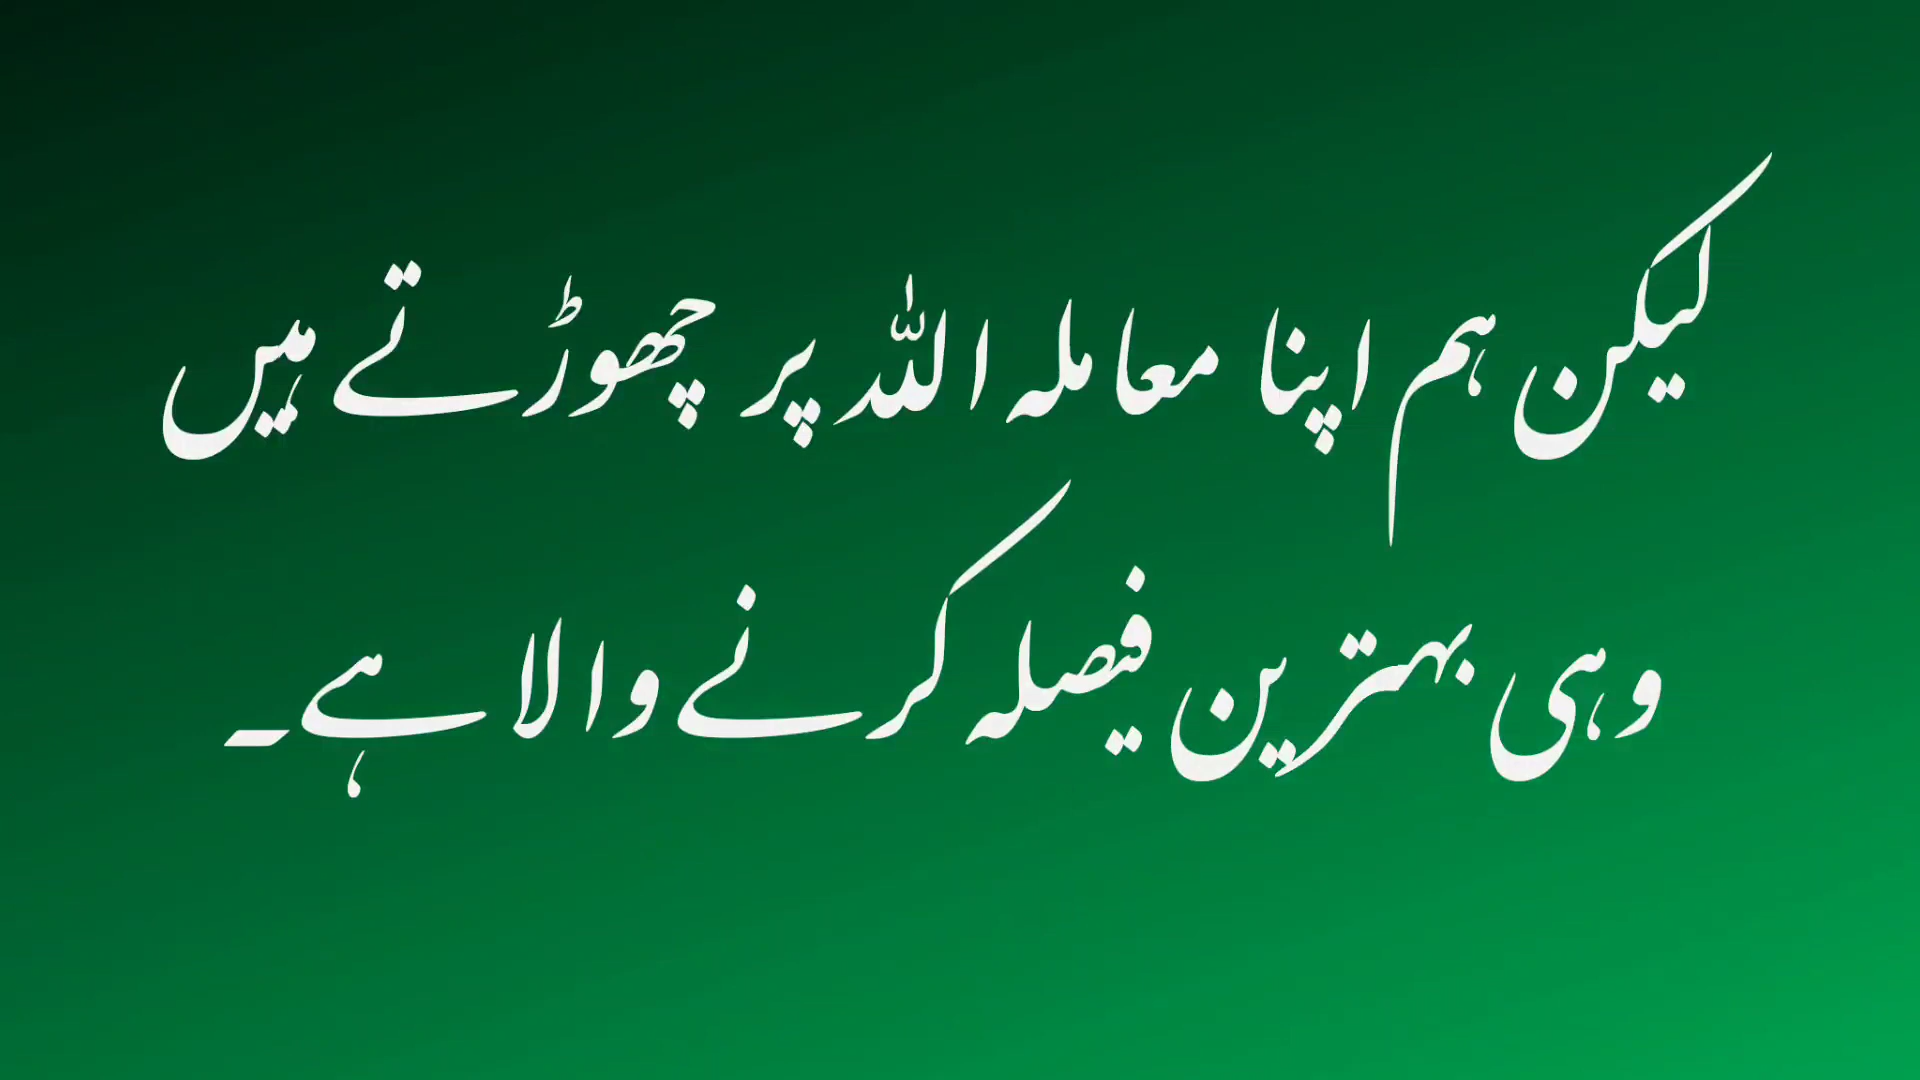 لیکن ہم اپنا معاملہ اللہ پر چھوڑتے ہیں
وہی بہترین فیصلہ کرنے والا ہے۔